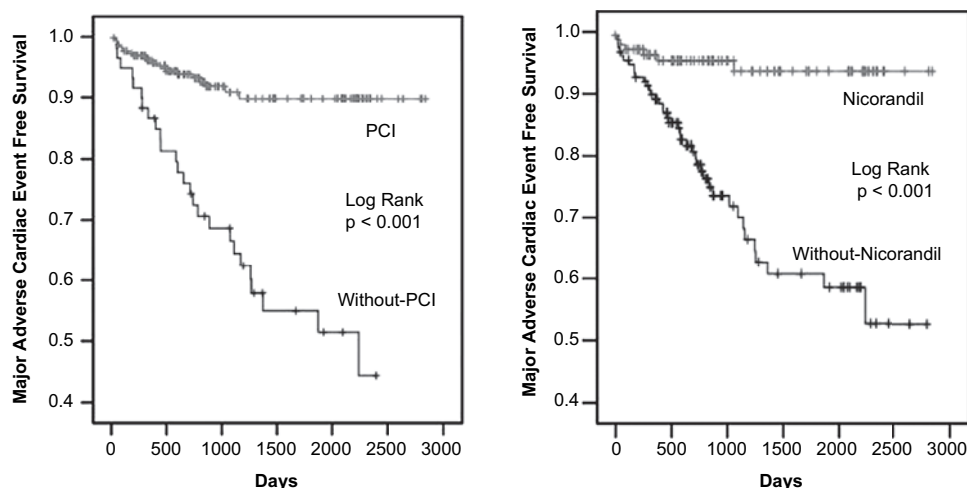 Major Adverse Cardiac Event Free Survival
1.0
0.9
0.8
0.7
0.6
0.5
0.4
PCI
Log Rank
p < 0.001
Without-PCI
0 500 1000 1500 2000 2500 3000
Days
Major Adverse Cardiac Event Free Survival
1.0
0.9
0.8
0.7
0.6
0.5
0.4
Nicorandil
Log Rank
p < 0.001
Without-Nicorandil
0 500 1000 1500 2000 2500 3000
Days